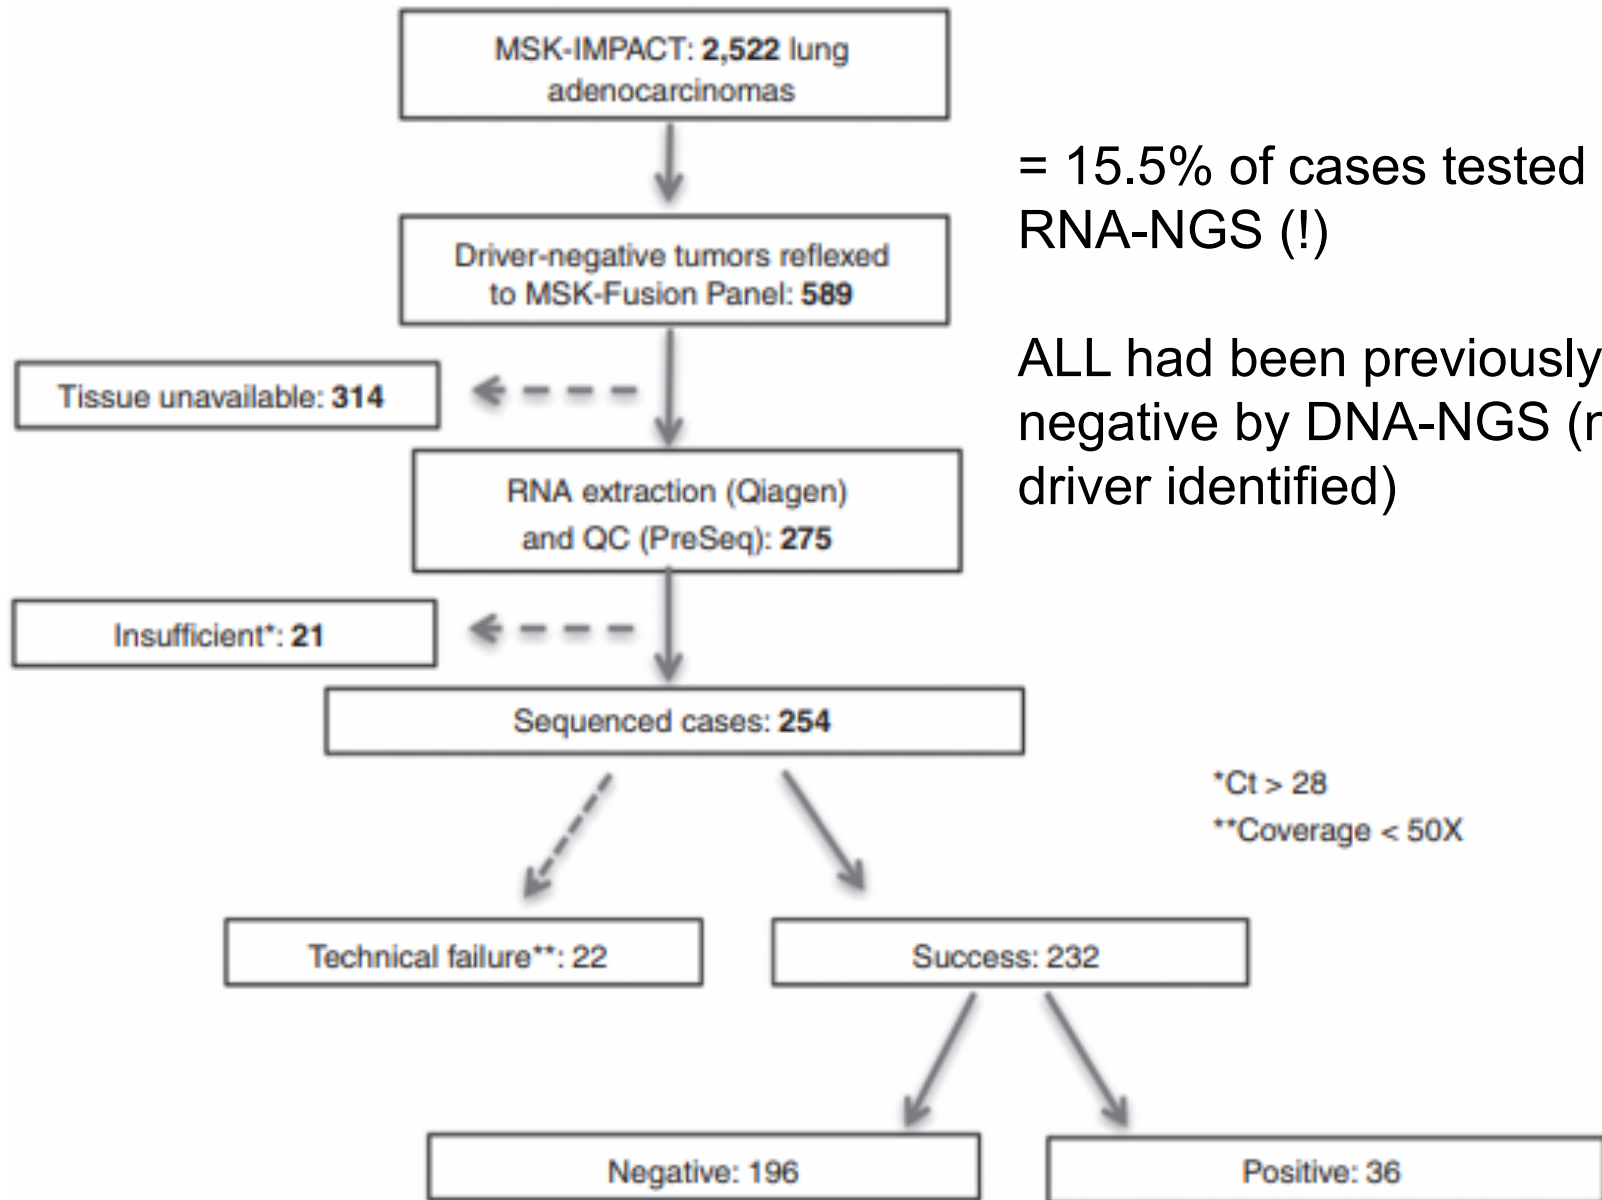 MSK-IMPACT: 2,522 lung
adenocarcinomas
= 15.5% of cases tested
RNA-NGS (!)
Driver-negative tumors reflexed
to MSK-Fusion Panel: 589
ALL had been previously
negative by DNA-NGS (
driver identified)
Tissue unavailable: 314
RNA extraction (Qiagen)
and QC (PreSeq): 275
Insufficient*: 21
Sequenced cases: 254
*Ct > 28
**Coverage < 50X
Technical failure**: 22
Success: 232
Negative: 196
Positive: 36